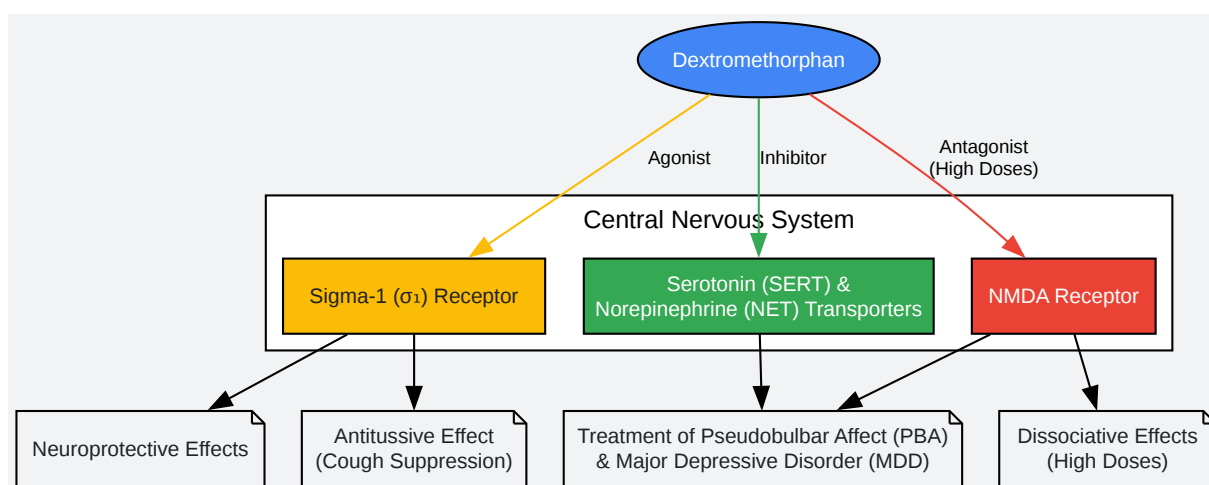 Dextromethorphan
Agonist
Inhibitor
Antagonist
(High Doses)
Central Nervous System
Sigma-1 (σ₁) Receptor
Serotonin (SERT) &
Norepinephrine (NET) Transporters
NMDA Receptor
Neuroprotective Effects
Antitussive Effect
(Cough Suppression)
Treatment of Pseudobulbar Affect (PBA)
& Major Depressive Disorder (MDD)
Dissociative Effects
(High Doses)